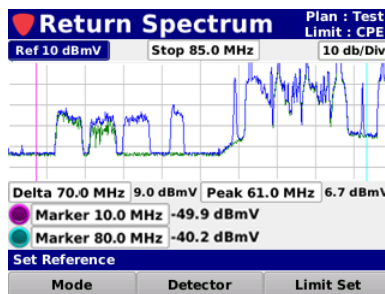 Return Spectrum
Plan : Test
Limit : CPE
Ref 10 dBmV
Stop 85.0 MHz
10 db/Div
Delta 70.0 MHz 9.0 dBmV
Peak 61.0 MHz 6.7 dBmV
Marker 10.0 MHz -49.9 dBmV
Marker 80.0 MHz -40.2 dBmV
Set Reference
Mode
Detector
Limit Set